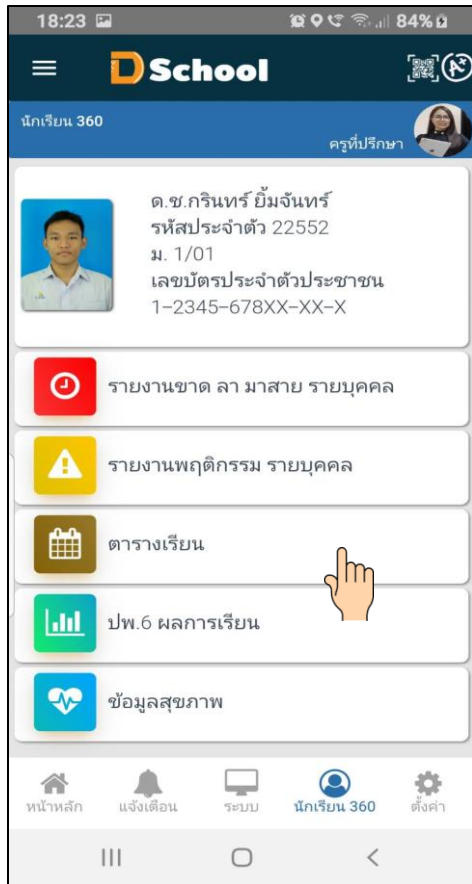 18:23
84%
D School
A+
นักเรียน 360
ครูที่ปรึกษา
ด.ช.กรินทร์ ยิ้มจันทร์
รหัสประจำตัว 22552
ม. 1/01
เลขบัตรประจำตัวประชาชน
1-2345-678XX-XX-X
รายงานขาด ลา มาสาย รายบุคคล
รายงานพฤติกรรม รายบุคคล
ตารางเรียน
ปพ.6 ผลการเรียน
ข้อมูลสุขภาพ
หน้าหลัก แจ้งเตือน ระบบ นักเรียน 360 ตั้งค่า